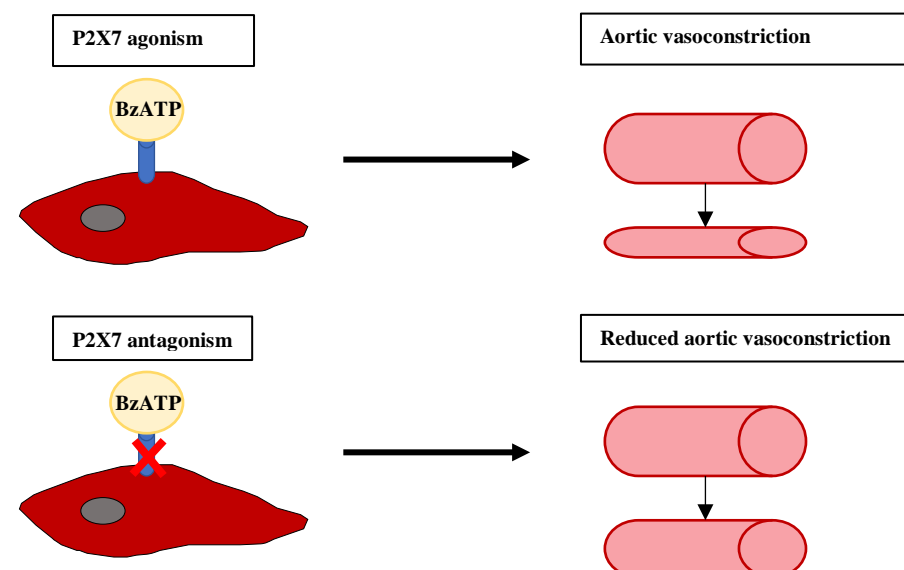 P2X7 agonism
Aortic vasoconstriction
BzATP
P2X7 antagonism
Reduced aortic vasoconstriction
BzATP